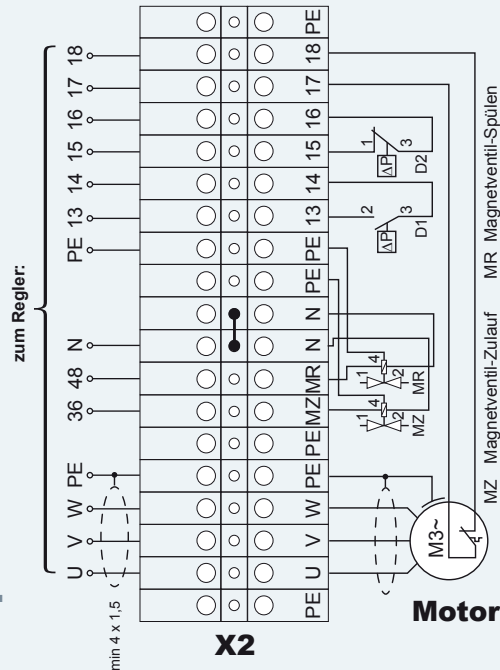 zum Regler:
U
V
W
PE
36
48
N
PE
13
14
15
16
17
18
min 4 x 1,5
X2
PE
U
V
W
PE
PE
MZ
MR
N
N
PE
PE
13
14
15
16
17
18
PE
Motor
M3~
1
4
2
MZ
1
4
2
MR
2
3
ΔP
D1
1
3
ΔP
D2
MZ Magnetventil-Zulauf MR Magnetventil-Spülen